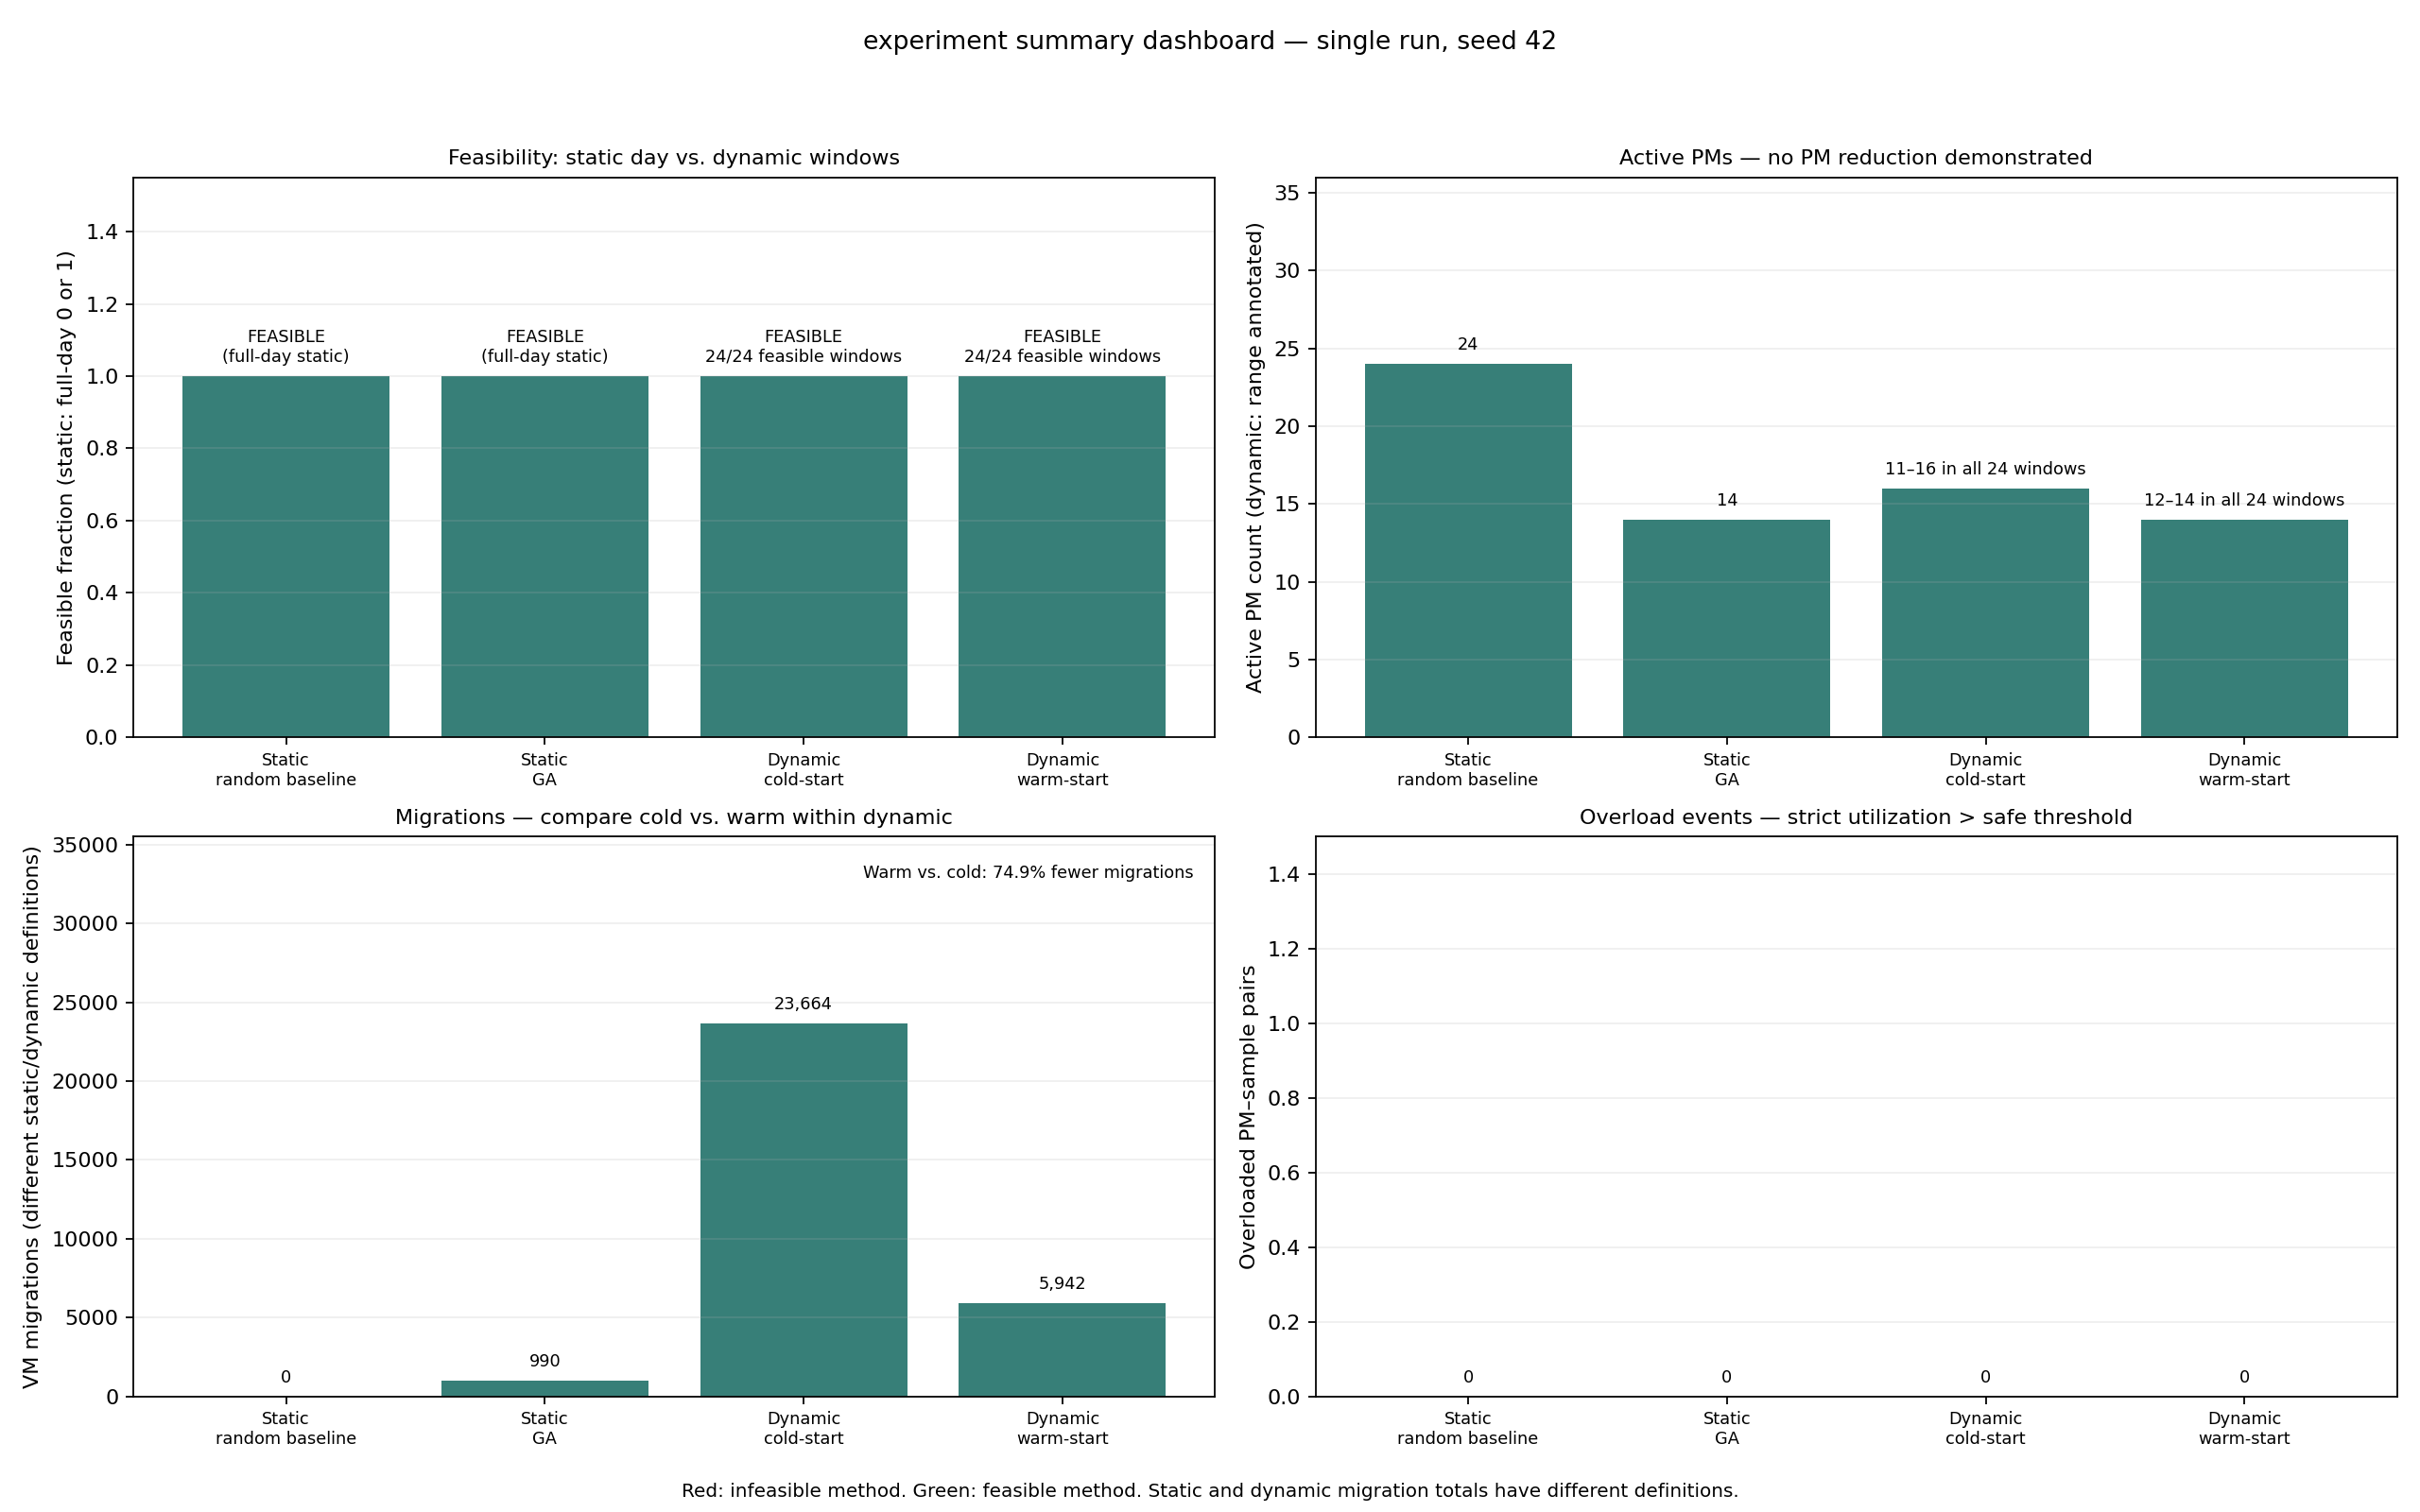 experiment summary dashboard — single run, seed 42
Feasibility: static day vs. dynamic windows
Feasible fraction (static: full-day 0 or 1)
1.4
1.2
1.0
0.8
0.6
0.4
0.2
0.0
FEASIBLE
(full-day static)
FEASIBLE
(full-day static)
FEASIBLE
24/24 feasible windows
FEASIBLE
24/24 feasible windows
Static
random baseline
Static
GA
Dynamic
cold-start
Dynamic
warm-start
Active PMs — no PM reduction demonstrated
Active PM count (dynamic: range annotated)
35
30
25
20
15
10
5
0
24
14
11–16 in all 24 windows
12–14 in all 24 windows
Static
random baseline
Static
GA
Dynamic
cold-start
Dynamic
warm-start
Migrations — compare cold vs. warm within dynamic
VM migrations (different static/dynamic definitions)
35000
30000
25000
20000
15000
10000
5000
0
Warm vs. cold: 74.9% fewer migrations
0
990
23,664
5,942
Static
random baseline
Static
GA
Dynamic
cold-start
Dynamic
warm-start
Overload events — strict utilization > safe threshold
Overloaded PM–sample pairs
1.4
1.2
1.0
0.8
0.6
0.4
0.2
0.0
0
0
0
0
Static
random baseline
Static
GA
Dynamic
cold-start
Dynamic
warm-start
Red: infeasible method. Green: feasible method. Static and dynamic migration totals have different definitions.